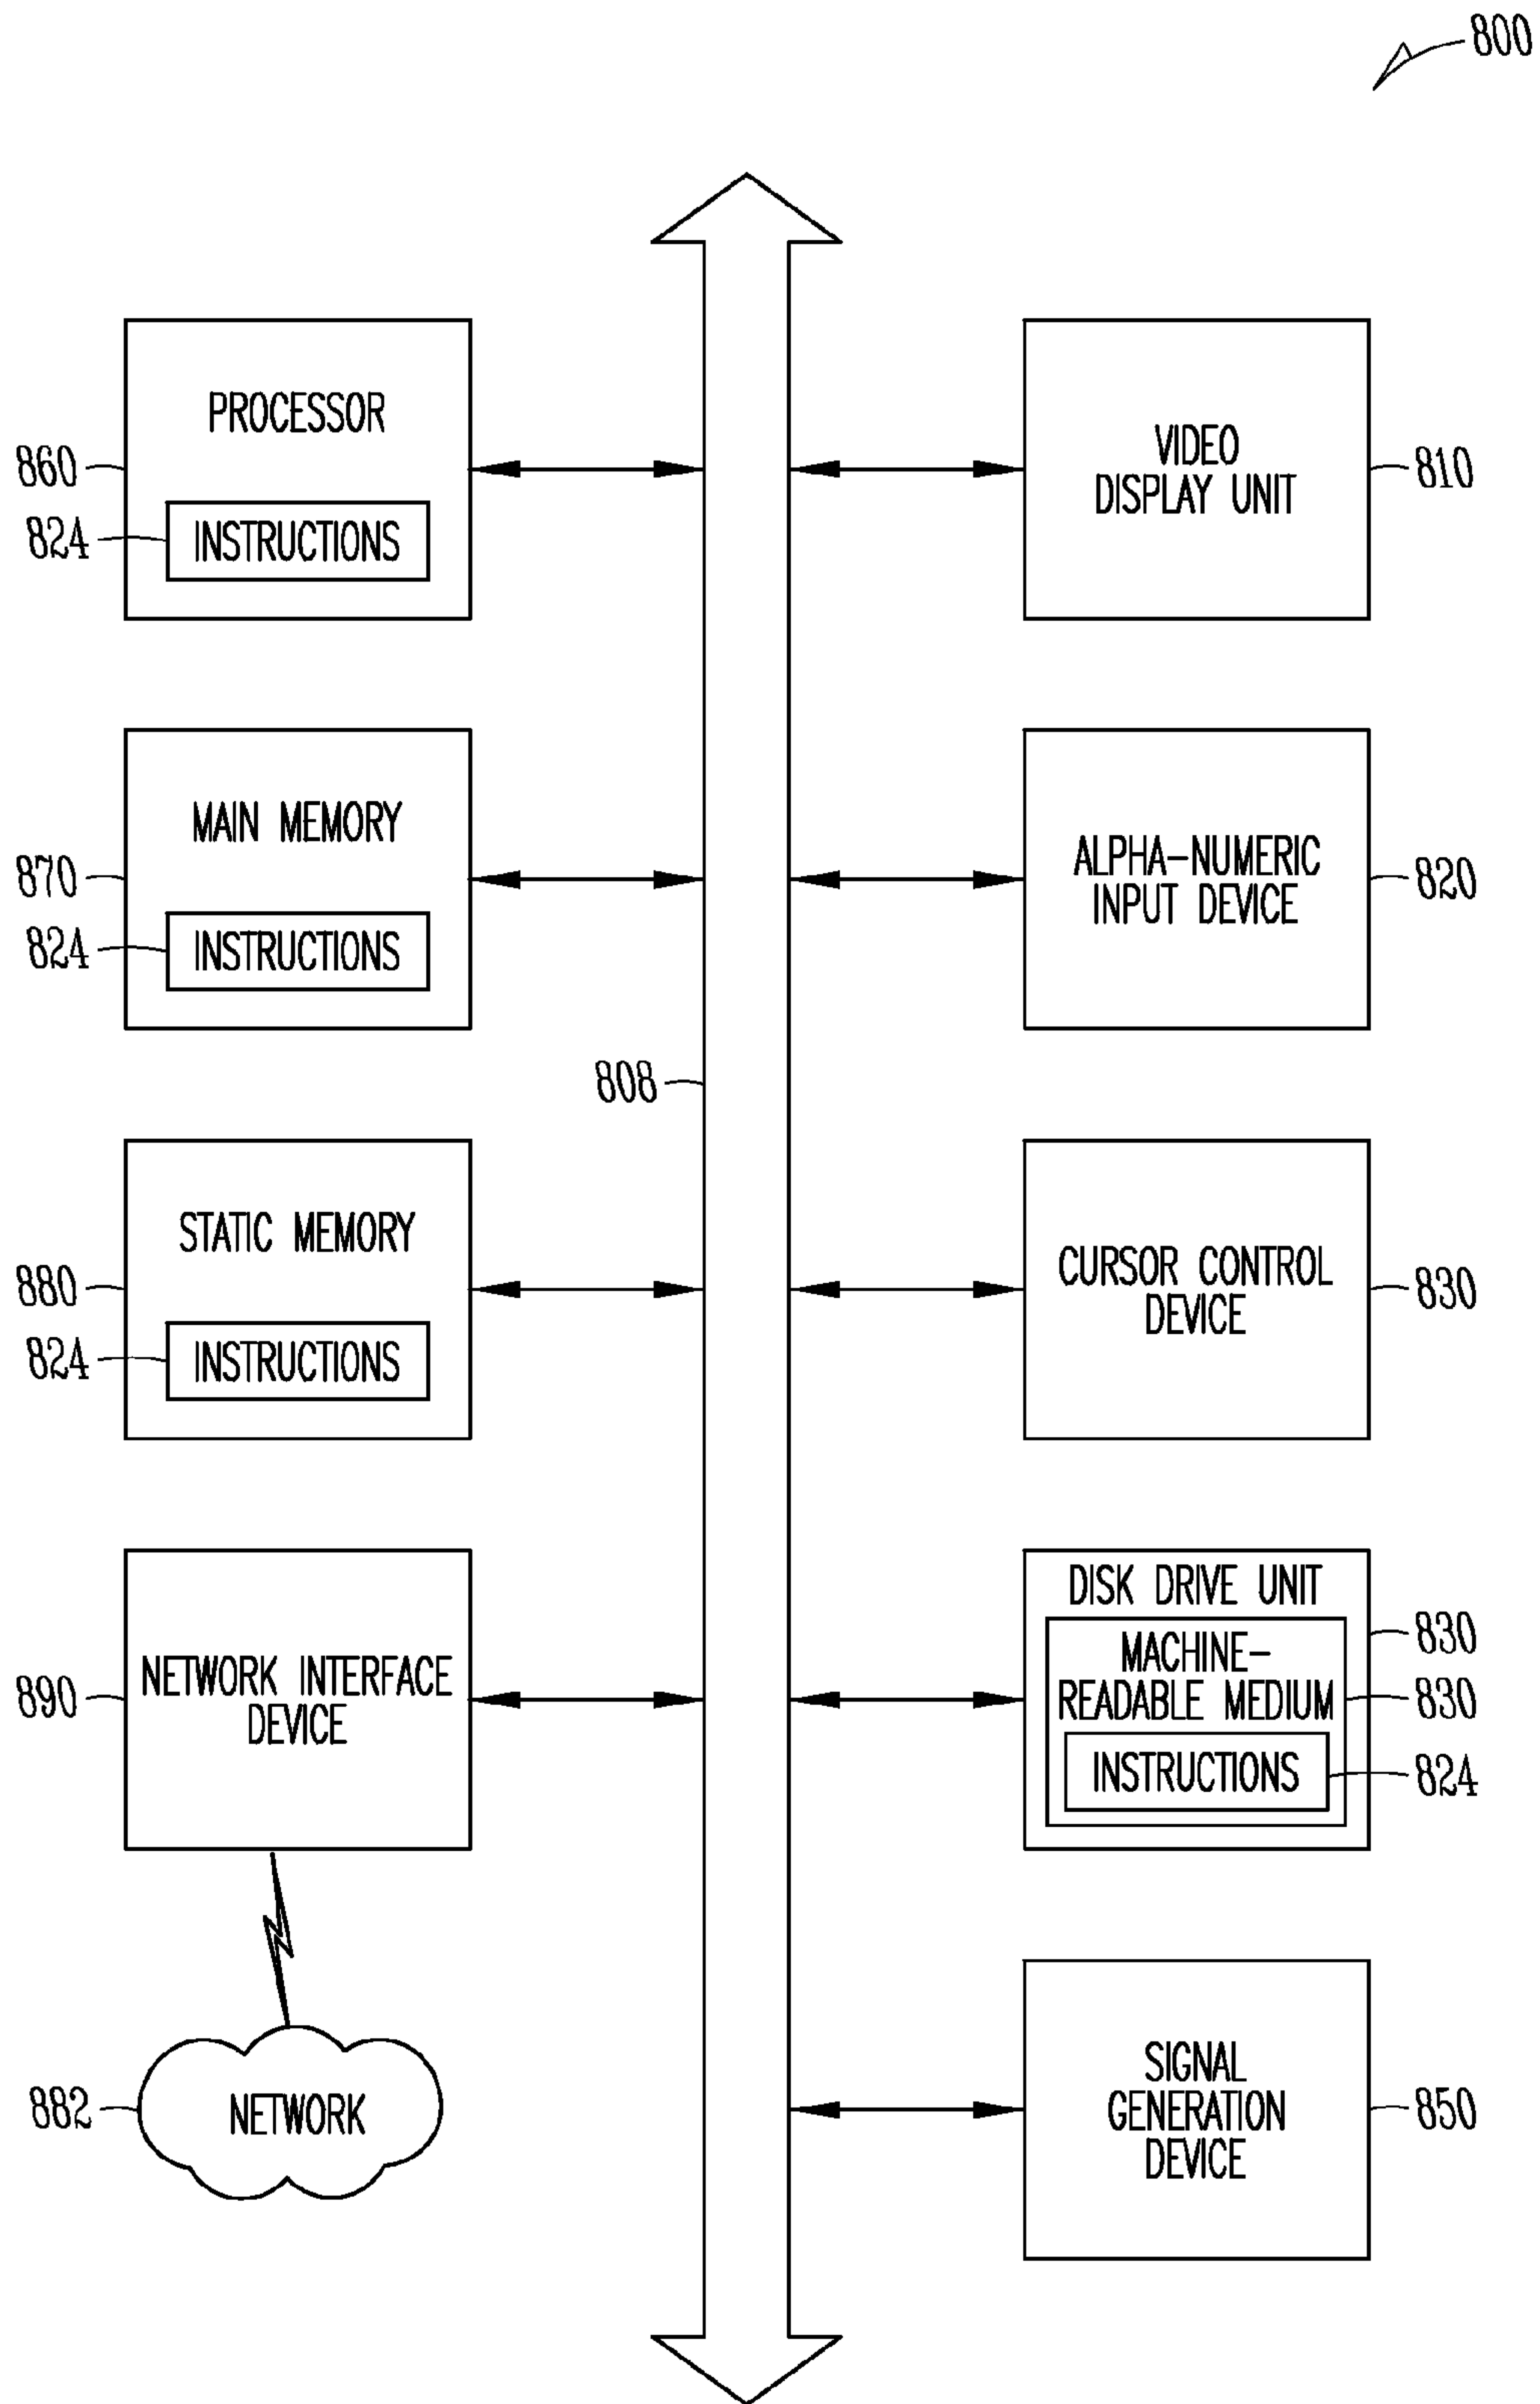 800
PROCESSOR
860
824
INSTRUCTIONS
VIDEO
DISPLAY UNIT
810
MAIN MEMORY
870
824
INSTRUCTIONS
ALPHA-NUMERIC
INPUT DEVICE
820
808
STATIC MEMORY
880
824
INSTRUCTIONS
CURSOR CONTROL
DEVICE
830
NETWORK INTERFACE
DEVICE
890
DISK DRIVE UNIT
830
MACHINE-
READABLE MEDIUM
830
INSTRUCTIONS
824
882
NETWORK
SIGNAL
GENERATION
DEVICE
850